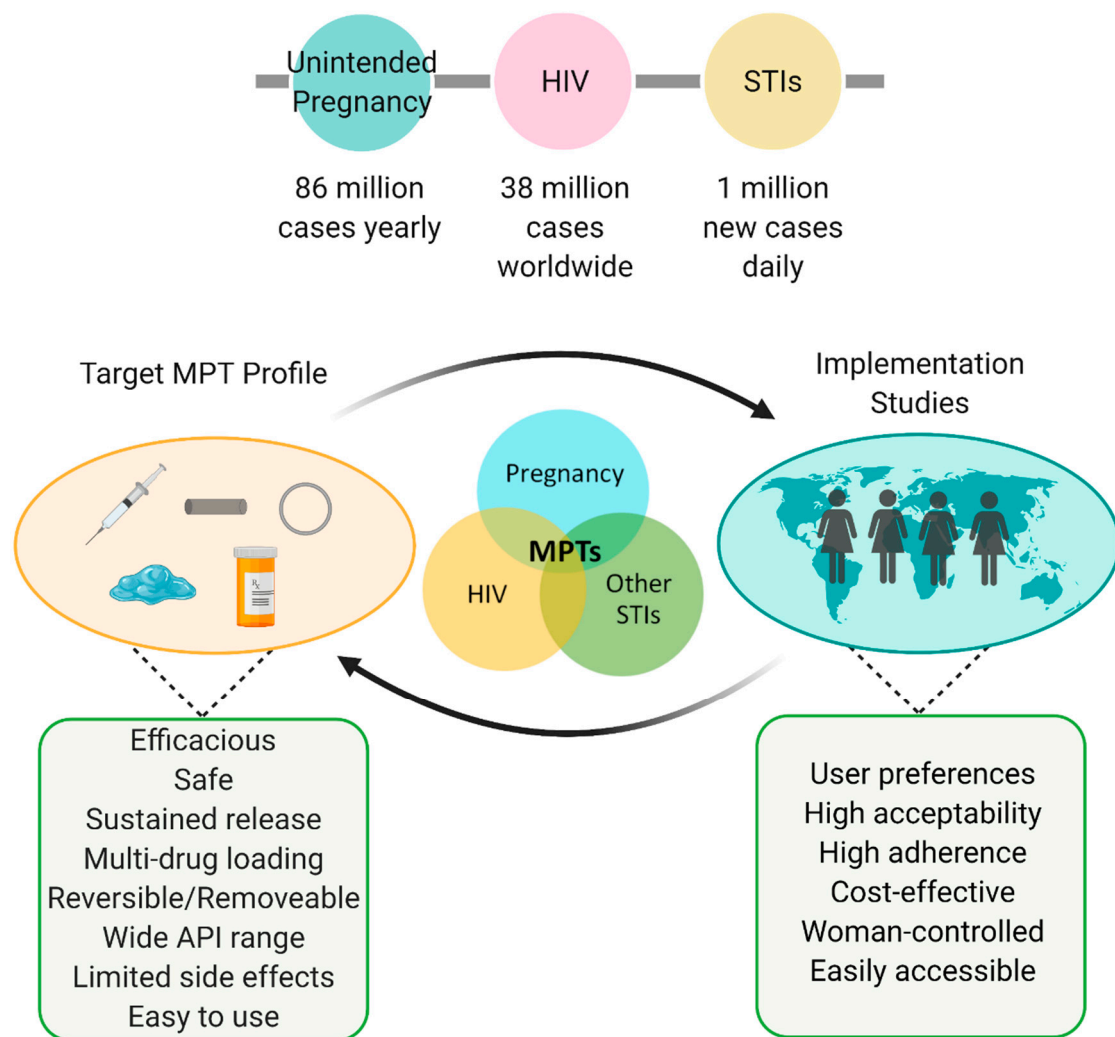 Unintended
Pregnancy
HIV
STIs
86 million
cases yearly
38 million
cases
worldwide
1 million
new cases
daily
Target MPT Profile
Implementation
Studies
Pregnancy
MPTs
HIV
Other
STIs
Rx
Efficacious
Safe
Sustained release
Multi-drug loading
Reversible/Removeable
Wide API range
Limited side effects
Easy to use
User preferences
High acceptability
High adherence
Cost-effective
Woman-controlled
Easily accessible